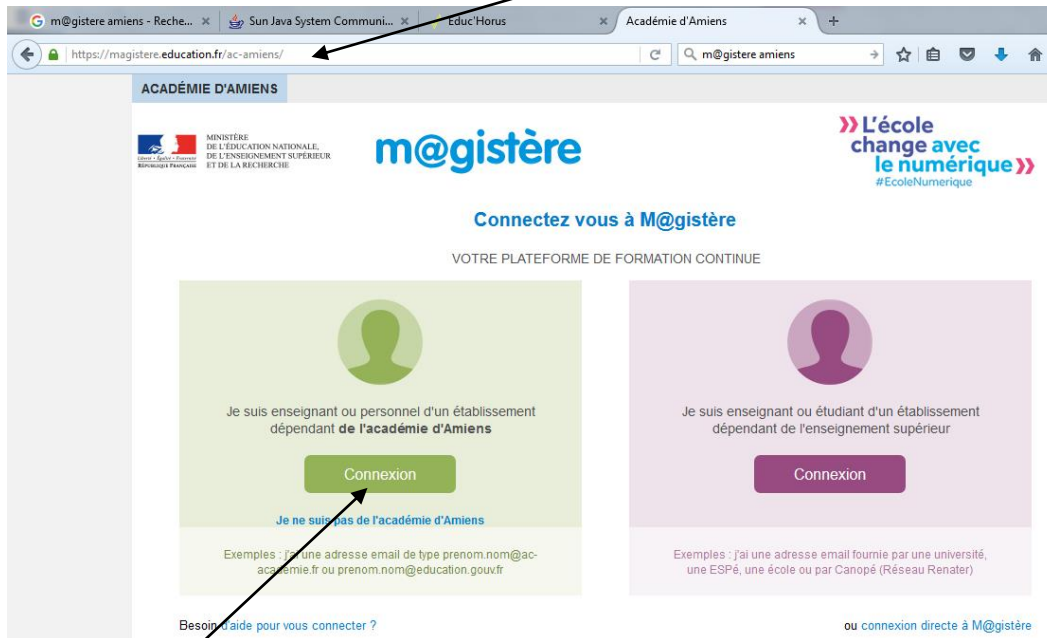 m@gistere amiens - Reche...
Sun Java System Communi...
Educ'Horus
Académie d'Amiens
https://magistere.education.fr/ac-amiens/
m@gistere amiens
ACADÉMIE D'AMIENS
Liberté • Égalité • Fraternité
RÉPUBLIQUE FRANÇAISE
MINISTÈRE
DE L'ÉDUCATION NATIONALE,
DE L'ENSEIGNEMENT SUPÉRIEUR
ET DE LA RECHERCHE
m@gistère
L'école
change avec
le numérique
#EcoleNumerique
Connectez vous à M@gistère
VOTRE PLATEFORME DE FORMATION CONTINUE
Je suis enseignant ou personnel d'un établissement
dépendant de l'académie d'Amiens
Connexion
Je ne suis pas de l'académie d'Amiens
Exemples : j'ai une adresse email de type prenom.nom@ac-
academie.fr ou prenom.nom@education.gouv.fr
Je suis enseignant ou étudiant d'un établissement
dépendant de l'enseignement supérieur
Connexion
Exemples : j'ai une adresse email fournie par une université,
une ESPé, une école ou par Canopé (Réseau Renater)
Besoin d'aide pour vous connecter ?
ou connexion directe à M@gistère